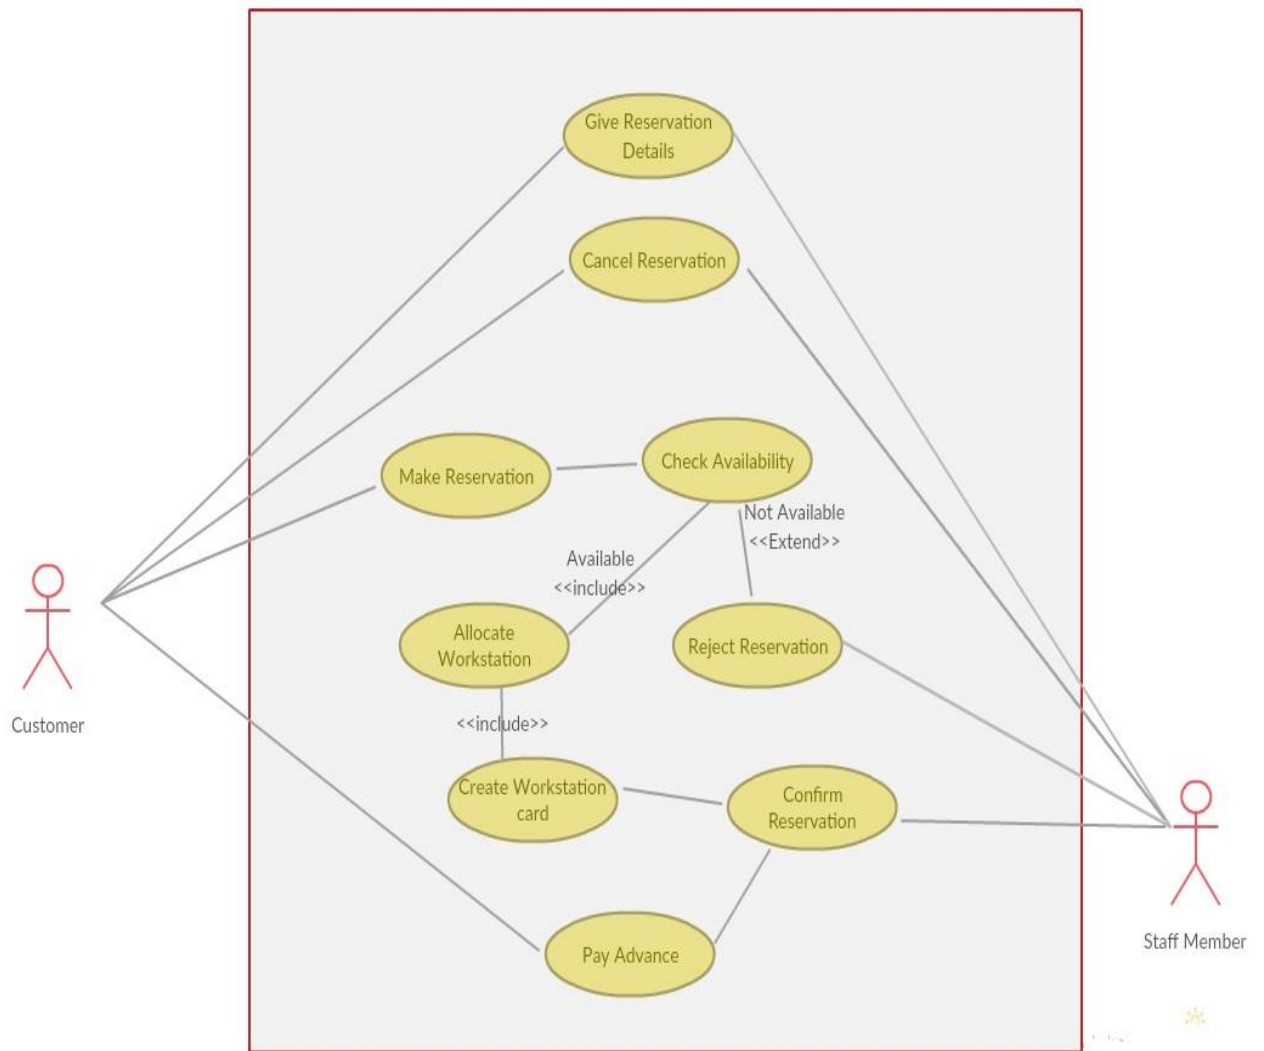 Give Reservation
Details
Cancel Reservation
Make Reservation
Check Availability
Not Available
<<Extend>>
Available
<<include>>
Allocate
Workstation
Reject Reservation
Customer
<<include>>
Create Workstation
card
Confirm
Reservation
Pay Advance
Staff Member